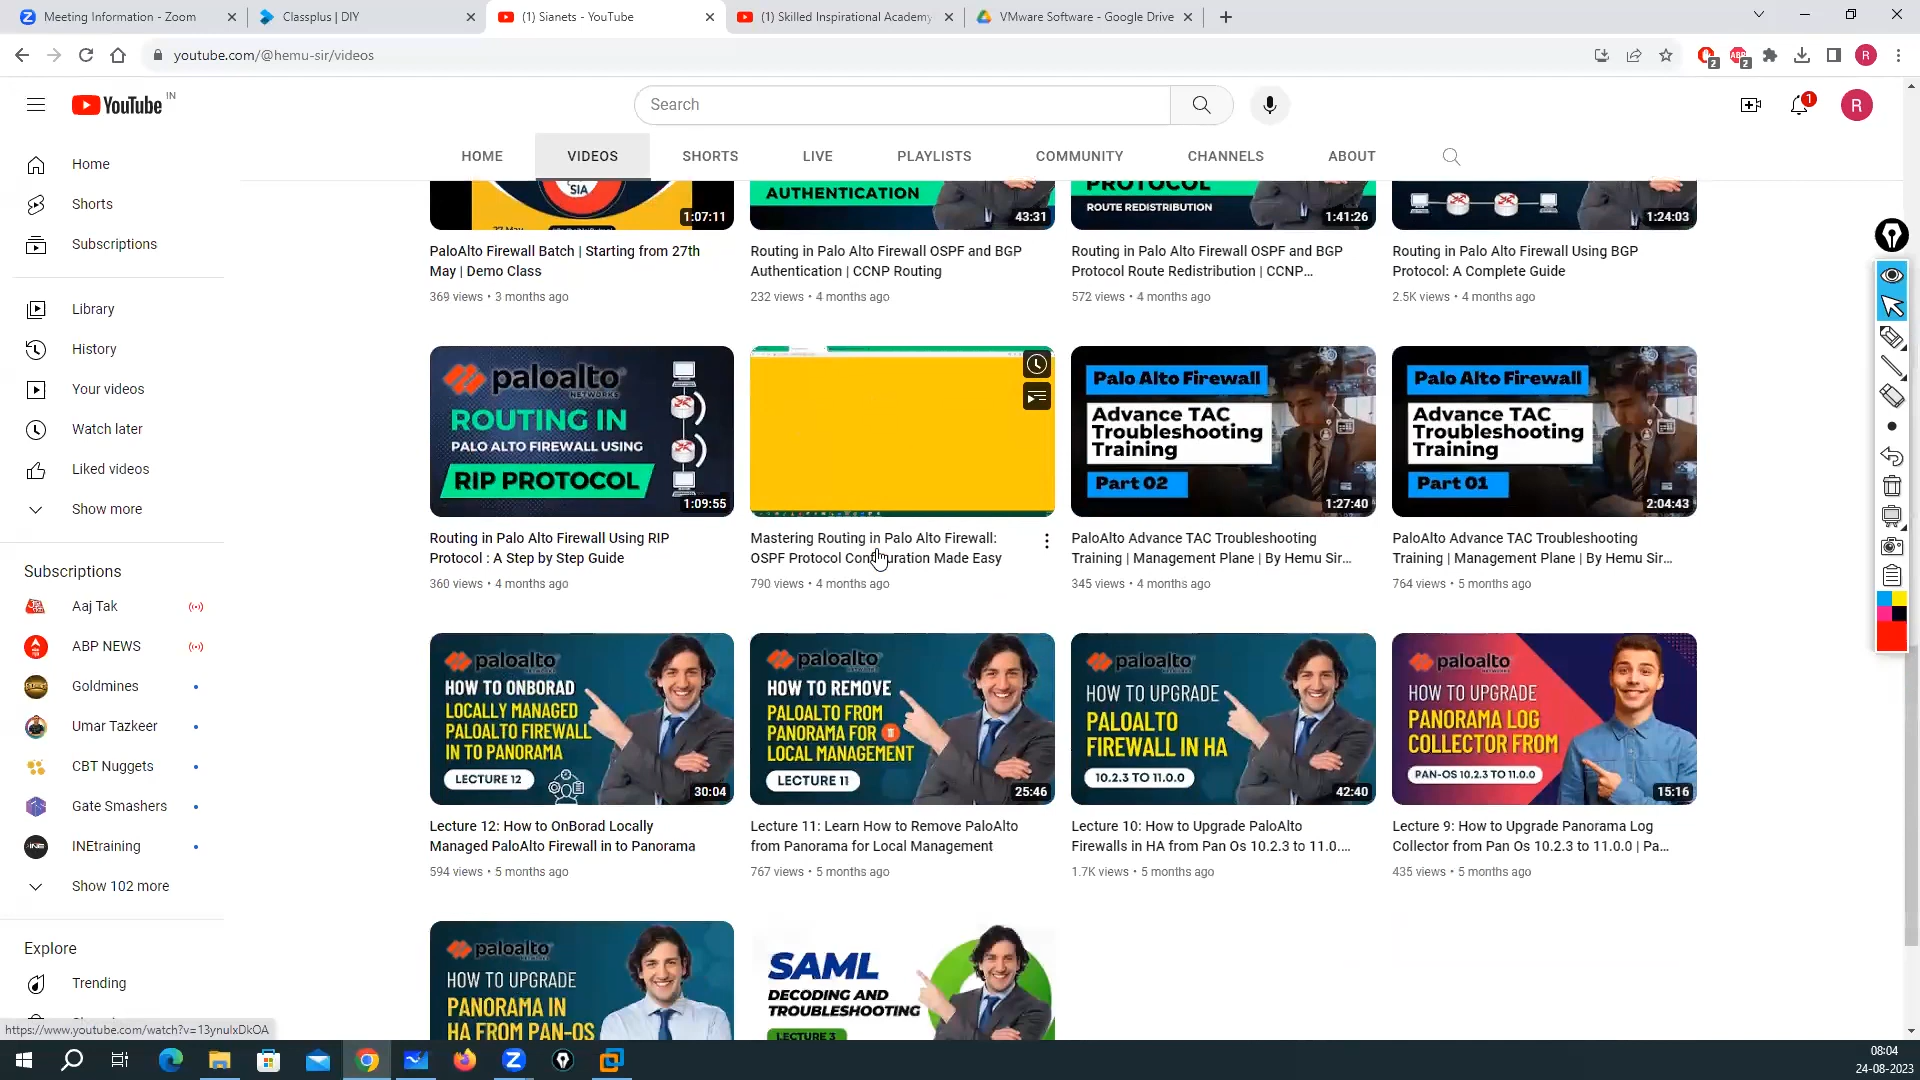 Meeting Information - Zoom
Classplus | DIY
(1) Sianets - YouTube
(1) Skilled Inspirational Academy
VMware Software - Google Drive
youtube.com/@hemu-sir/videos
2
2
R
YouTube IN
Search
1
R
HOME
VIDEOS
SHORTS
LIVE
PLAYLISTS
COMMUNITY
CHANNELS
ABOUT
Home
Shorts
Subscriptions
Library
History
Your videos
Watch later
Liked videos
Show more
Subscriptions
Aaj Tak
ABP NEWS
Goldmines
Umar Tazkeer
CBT Nuggets
Gate Smashers
INEtraining
Show 102 more
Explore
Trending
SIA
1:07:11
AUTHENTICATION
43:31
PROTOCOL
ROUTE REDISTRIBUTION
1:41:26
1:24:03
PaloAlto Firewall Batch | Starting from 27th
May | Demo Class
369 views • 3 months ago
Routing in Palo Alto Firewall OSPF and BGP
Authentication | CCNP Routing
232 views • 4 months ago
Routing in Palo Alto Firewall OSPF and BGP
Protocol Route Redistribution | CCNP...
572 views • 4 months ago
Routing in Palo Alto Firewall Using BGP
Protocol: A Complete Guide
2.5K views • 4 months ago
paloalto
NETWORKS
ROUTING IN
PALO ALTO FIREWALL USING
RIP PROTOCOL
1:09:55
Palo Alto Firewall
Advance TAC
Troubleshooting
Training
Part 02
1:27:40
Palo Alto Firewall
Advance TAC
Troubleshooting
Training
Part 01
2:04:43
Routing in Palo Alto Firewall Using RIP
Protocol : A Step by Step Guide
360 views • 4 months ago
Mastering Routing in Palo Alto Firewall:
OSPF Protocol Configuration Made Easy
790 views • 4 months ago
PaloAlto Advance TAC Troubleshooting
Training | Management Plane | By Hemu Sir...
345 views • 4 months ago
PaloAlto Advance TAC Troubleshooting
Training | Management Plane | By Hemu Sir...
764 views • 5 months ago
paloalto
HOW TO ONBORAD
LOCALLY MANAGED
PALOALTO FIREWALL
IN TO PANORAMA
LECTURE 12
30:04
paloalto
HOW TO REMOVE
PALOALTO FROM
PANORAMA FOR
LOCAL MANAGEMENT
LECTURE 11
25:46
paloalto
HOW TO UPGRADE
PALOALTO
FIREWALL IN HA
10.2.3 TO 11.0.0
42:40
paloalto
HOW TO UPGRADE
PANORAMA LOG
COLLECTOR FROM
PAN-OS 10.2.3 TO 11.0.0
15:16
Lecture 12: How to OnBorad Locally
Managed PaloAlto Firewall in to Panorama
594 views • 5 months ago
Lecture 11: Learn How to Remove PaloAlto
from Panorama for Local Management
767 views • 5 months ago
Lecture 10: How to Upgrade PaloAlto
Firewalls in HA from Pan Os 10.2.3 to 11.0....
1.7K views • 5 months ago
Lecture 9: How to Upgrade Panorama Log
Collector from Pan Os 10.2.3 to 11.0.0 | Pa...
435 views • 5 months ago
paloalto
HOW TO UPGRADE
PANORAMA IN
HA FROM PAN-OS
SAML
DECODING AND
TROUBLESHOOTING
LECTURE 3
https://www.youtube.com/watch?v=13ynulxDkOA
08:04
24-08-2023